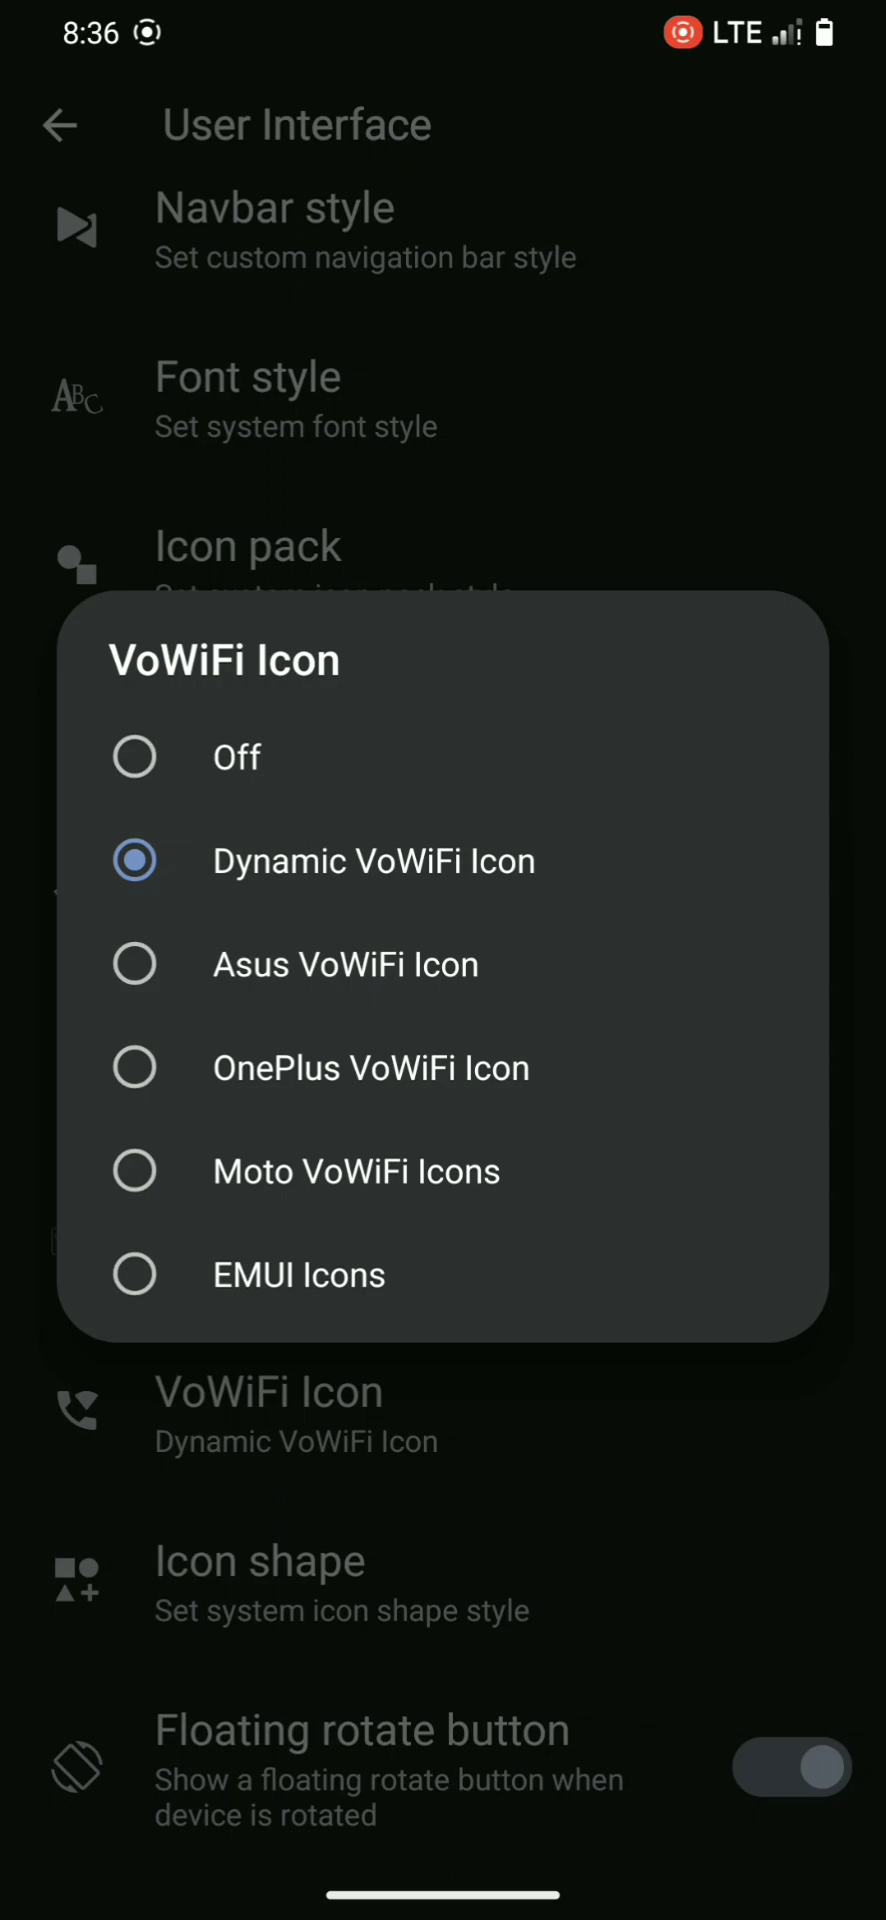 8:36
LTE
User Interface
Navbar style
Set custom navigation bar style
ABC
Font style
Set system font style
Icon pack
VoWiFi Icon
Off
Dynamic VoWiFi Icon
Asus VoWiFi Icon
OnePlus VoWiFi Icon
Moto VoWiFi Icons
EMUI Icons
VoWiFi Icon
Dynamic VoWiFi Icon
Icon shape
Set system icon shape style
Floating rotate button
Show a floating rotate button when
device is rotated